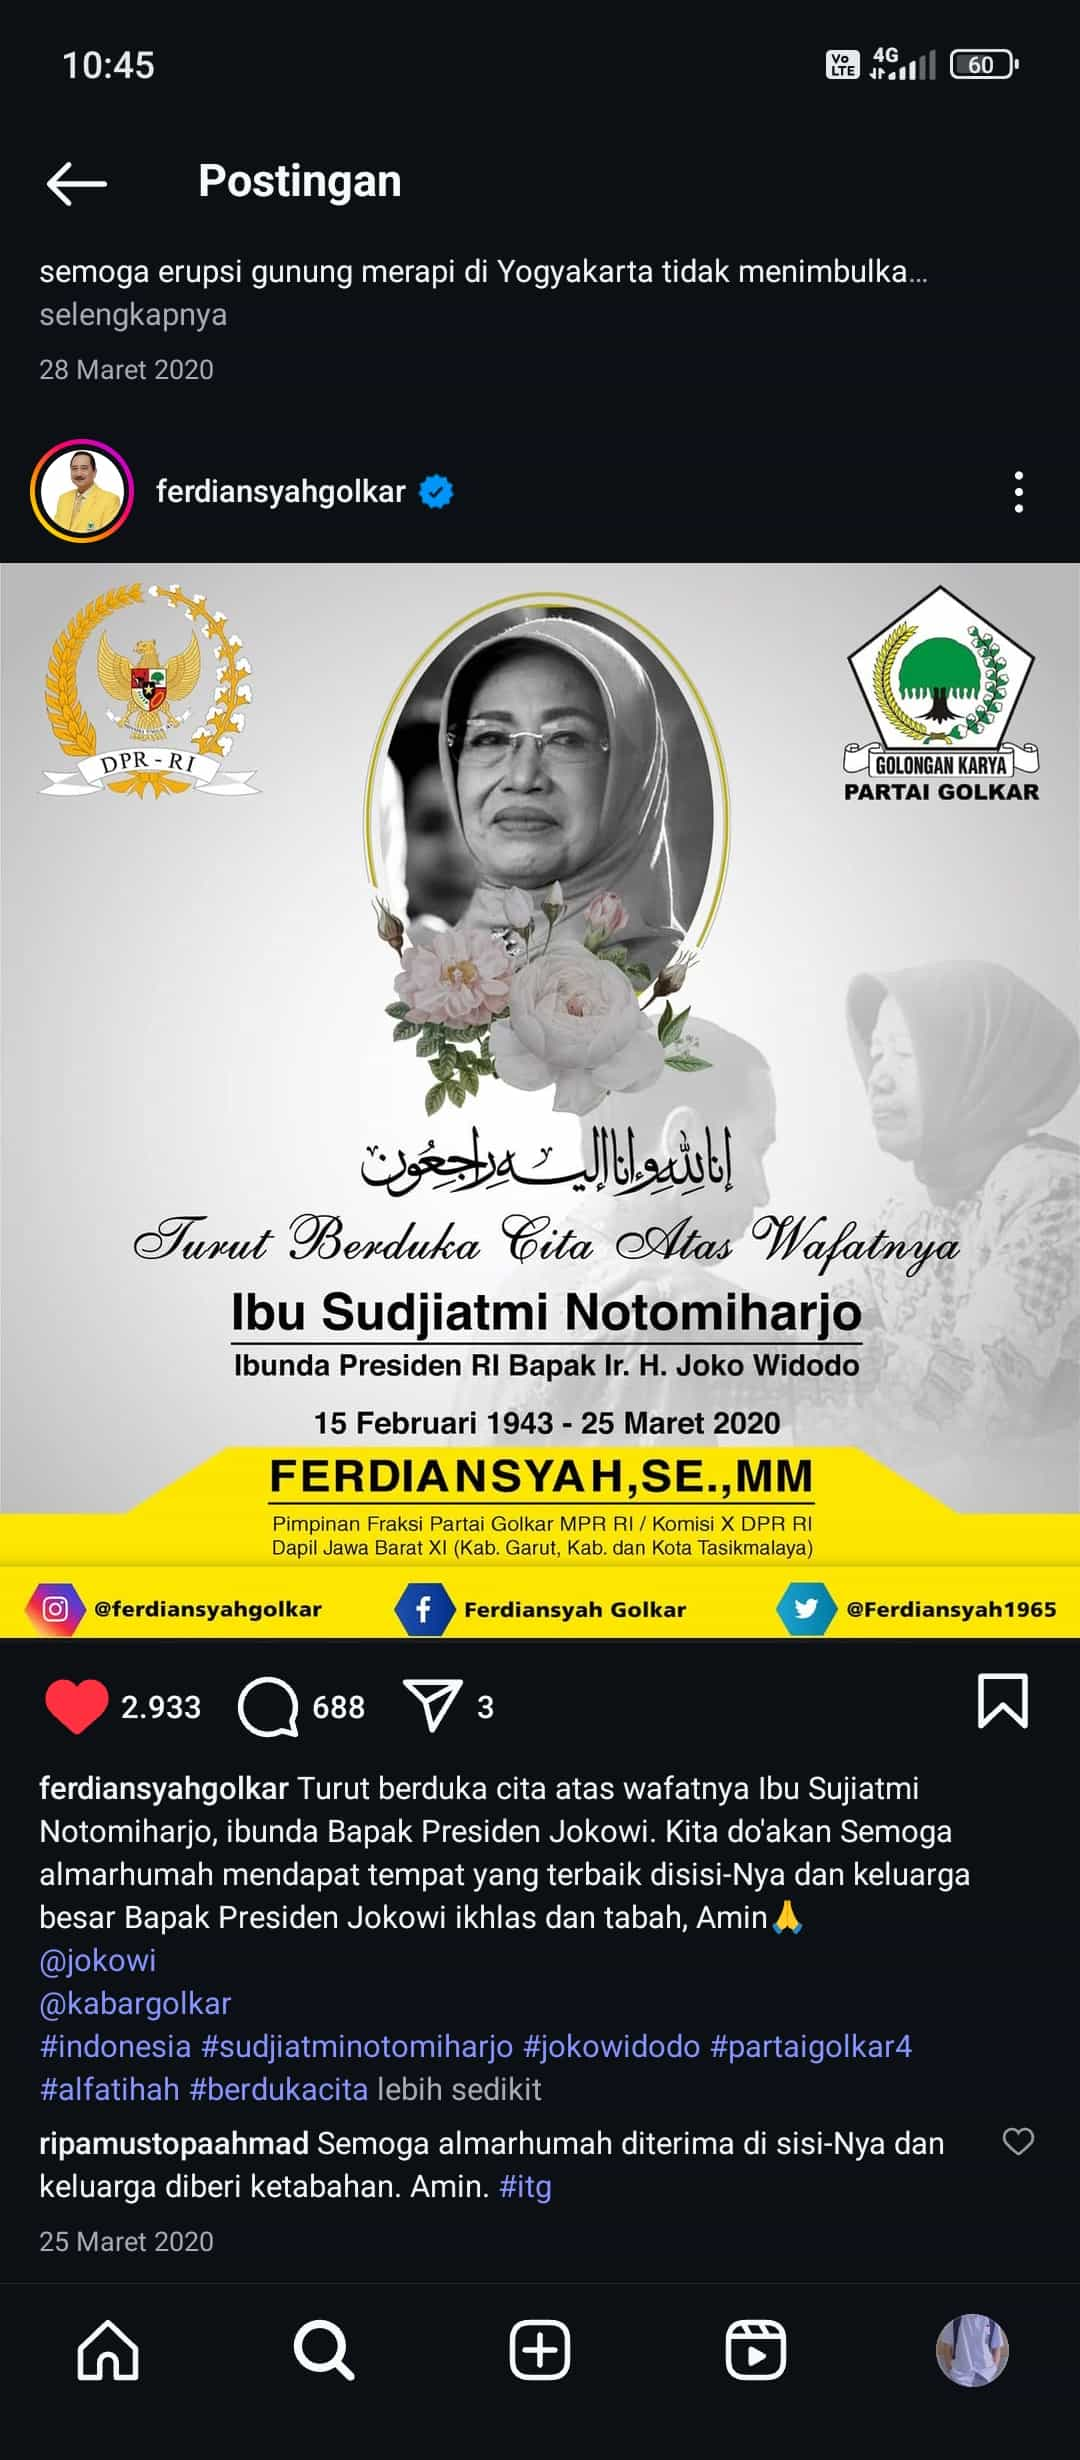 10:45
Vo LTE 4G 60
Postingan
semoga erupsi gunung merapi di Yogyakarta tidak menimbulka...
selengkapnya
28 Maret 2020
ferdiansyahgolkar
DPR-RI
GOLONGAN KARYA
PARTAI GOLKAR
إنا لله وإنا إليه راجعون
Turut Berduka Cita Atas Wafatnya
Ibu Sudjiatmi Notomiharjo
Ibunda Presiden RI Bapak Ir. H. Joko Widodo
15 Februari 1943 - 25 Maret 2020
FERDIANSYAH,SE.,MM
Pimpinan Fraksi Partai Golkar MPR RI / Komisi X DPR RI
Dapil Jawa Barat XI (Kab. Garut, Kab. dan Kota Tasikmalaya)
@ferdiansyahgolkar Ferdiansyah Golkar @Ferdiansyah1965
2.933 688 3
ferdiansyahgolkar Turut berduka cita atas wafatnya Ibu Sujiatmi
Notomiharjo, ibunda Bapak Presiden Jokowi. Kita do'akan Semoga
almarhumah mendapat tempat yang terbaik disisi-Nya dan keluarga
besar Bapak Presiden Jokowi ikhlas dan tabah, Amin🙏
@jokowi
@kabargolkar
#indonesia #sudjiatminotomiharjo #jokowidodo #partaigolkar4
#alfatihah #berdukacita lebih sedikit
ripamustopaahmad Semoga almarhumah diterima di sisi-Nya dan
keluarga diberi ketabahan. Amin. #itg
25 Maret 2020